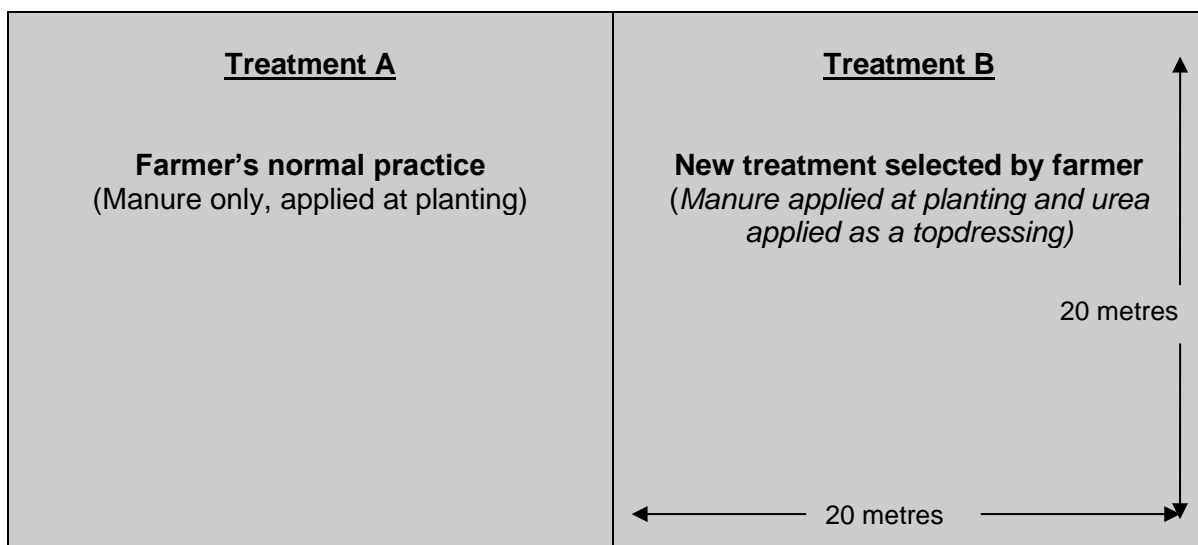 Treatment A
Farmer's normal practice
(Manure only, applied at planting)
Treatment B
New treatment selected by farmer
(Manure applied at planting and urea
applied as a topdressing)
20 metres
20 metres